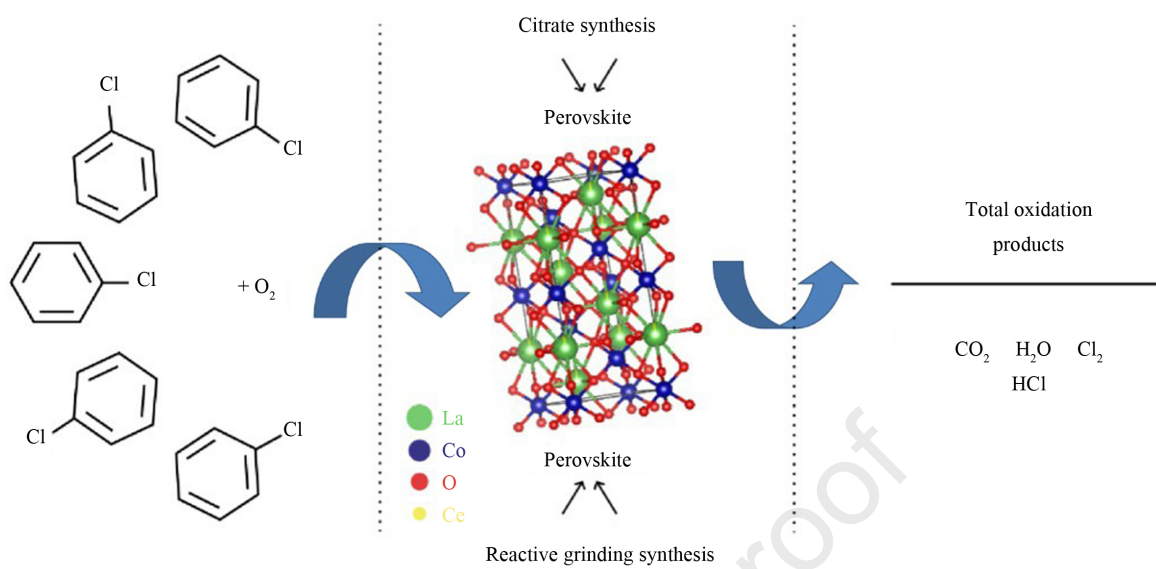 Cl
Cl
Cl
+ O₂
Cl
Cl
Citrate synthesis
Perovskite
La
Co
O
Ce
Perovskite
Reactive grinding synthesis
Total oxidation
products
CO₂ H₂O Cl₂
HCl
roof